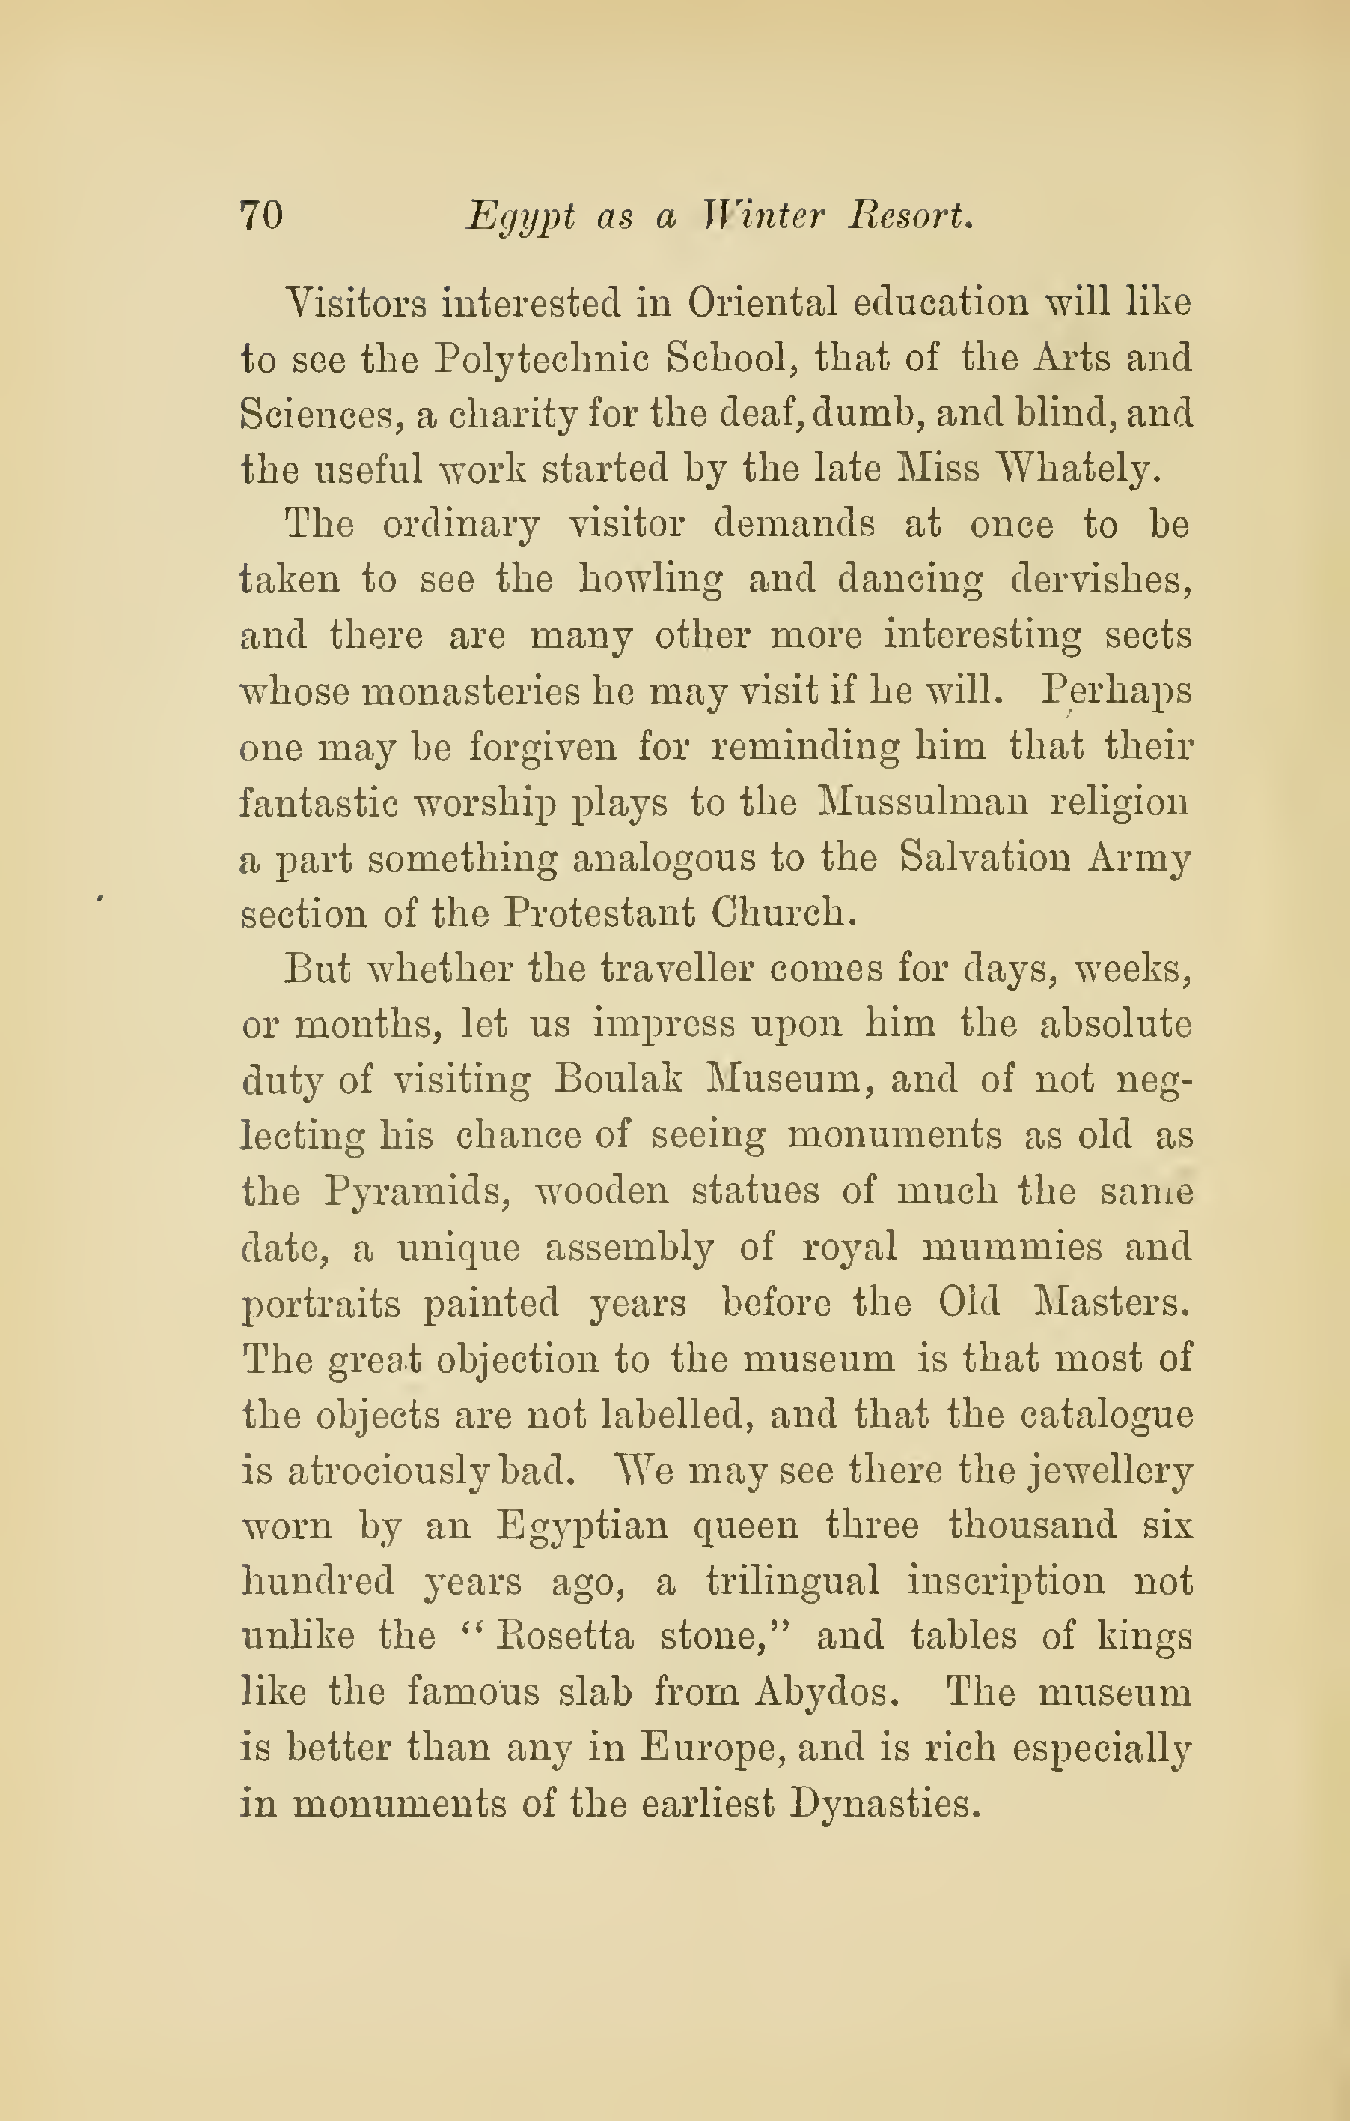 70 Egypt as a Winter Resort.
Visitors interested in Oriental education will like
to see the Polytechnic School, that of the Arts and
Sciences, a charity for the deaf, dumb, and blind, and
the useful work started by the late Miss Whately.
The ordinary visitor demands at once to be
taken to see the howling and dancing dervishes,
and there are many other more interesting sects
whose monasteries he may visit if he will. Perhaps
one may be forgiven for reminding him that their
fantastic worship plays to the Mussulman religion
a part something analogous to the Salvation Army
section of the Protestant Church.
But whether the traveller comes for days, weeks,
or months, let us impress upon him the absolute
duty of visiting Boulak Museum, and of not neg-
lecting his chance of seeing monuments as old as
the Pyramids, wooden statues of much the same
date, a unique assembly of royal mummies and
portraits painted years before the Old Masters.
The great objection to the museum is that most of
the objects are not labelled, and that the catalogue
is atrociously bad. We may see there the jewellery
worn by an Egyptian queen three thousand six
hundred years ago, a trilingual inscription not
unlike the “Rosetta stone,” and tables of kings
like the famous slab from Abydos. The museum
is better than any in Europe, and is rich especially
in monuments of the earliest Dynasties.